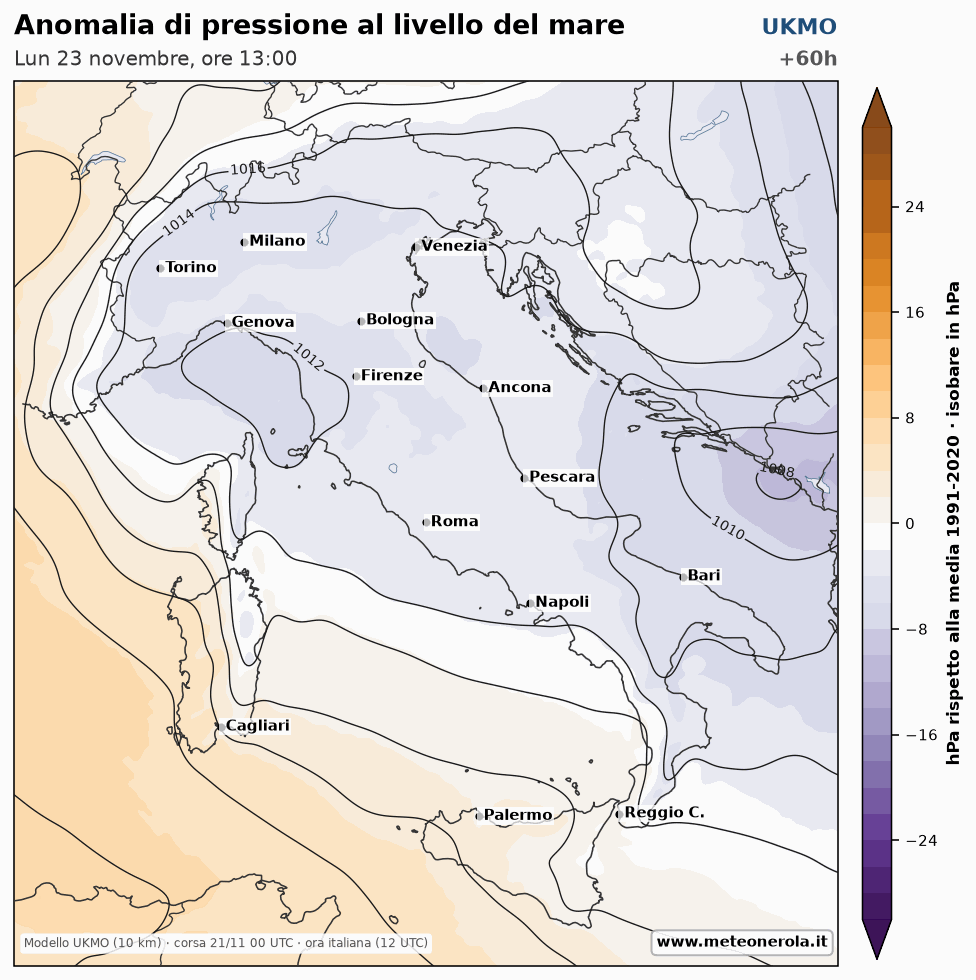 Anomalia di pressione al livello del mare
UKMO
Lun 23 novembre, ore 13:00
+60h
1016
1014
Milano
Venezia
Torino
Genova
Bologna
1012
Firenze
Ancona
Pescara
1008
Roma
1010
Bari
Napoli
Cagliari
Palermo
Reggio C.
24
16
8
0
−8
−16
−24
hPa rispetto alla media 1991-2020 · isobare in hPa
Modello UKMO (10 km) · corsa 21/11 00 UTC · ora italiana (12 UTC)
www.meteonerola.it